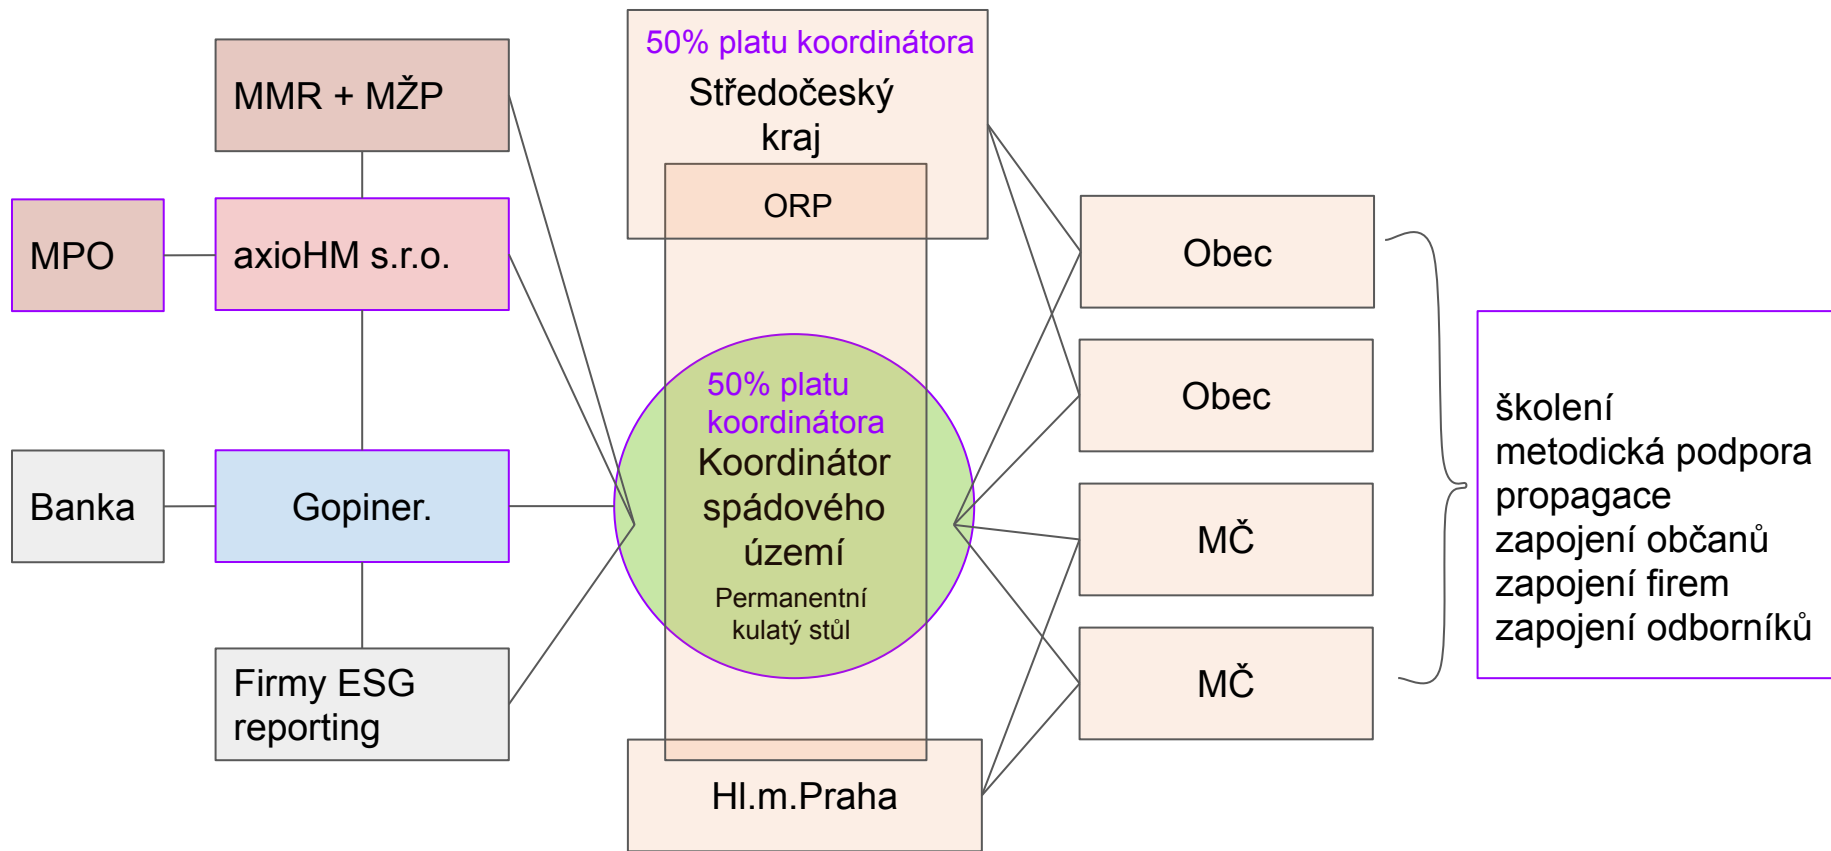 MMR + MŽP
MPO
axioHM s.r.o.
Banka
Gopiner.
Firmy ESG
reporting
50% platu koordinátora
Středočeský
kraj
ORP
50% platu
koordinátora
Koordinátor
spádového
území
Permanentní
kulatý stůl
Hl.m.Praha
Obec
Obec
MČ
MČ
školení
metodická podpora
propagace
zapojení občanů
zapojení firem
zapojení odborníků